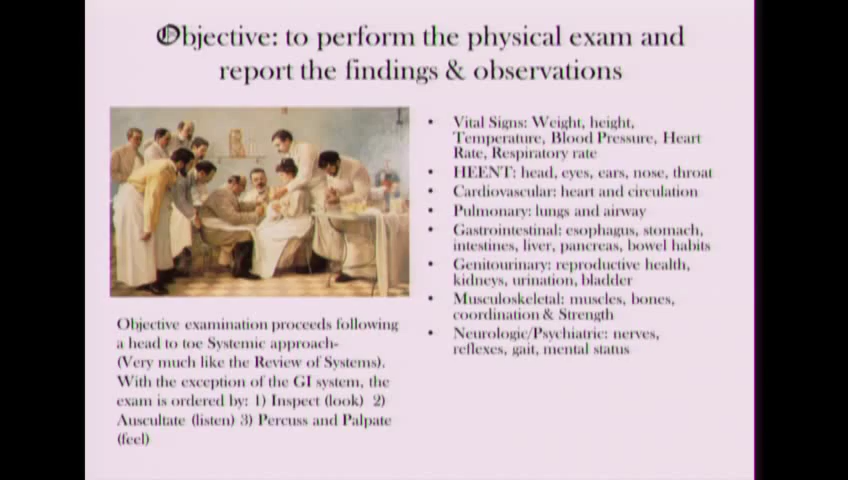 Objective: to perform the physical exam and
report the findings & observations
• Vital Signs: Weight, height,
Temperature, Blood Pressure, Heart
Rate, Respiratory rate
• HEENT: head, eyes, ears, nose, throat
• Cardiovascular: heart and circulation
• Pulmonary: lungs and airway
• Gastrointestinal: esophagus, stomach,
intestines, liver, pancreas, bowel habits
• Genitourinary: reproductive health,
kidneys, urination, bladder
• Musculoskeletal: muscles, bones,
coordination & Strength
• Neurologic/Psychiatric: nerves,
reflexes, gait, mental status
Objective examination proceeds following
a head to toe Systemic approach-
(Very much like the Review of Systems).
With the exception of the GI system, the
exam is ordered by: 1) Inspect (look) 2)
Auscultate (listen) 3) Percuss and Palpate
(feel)